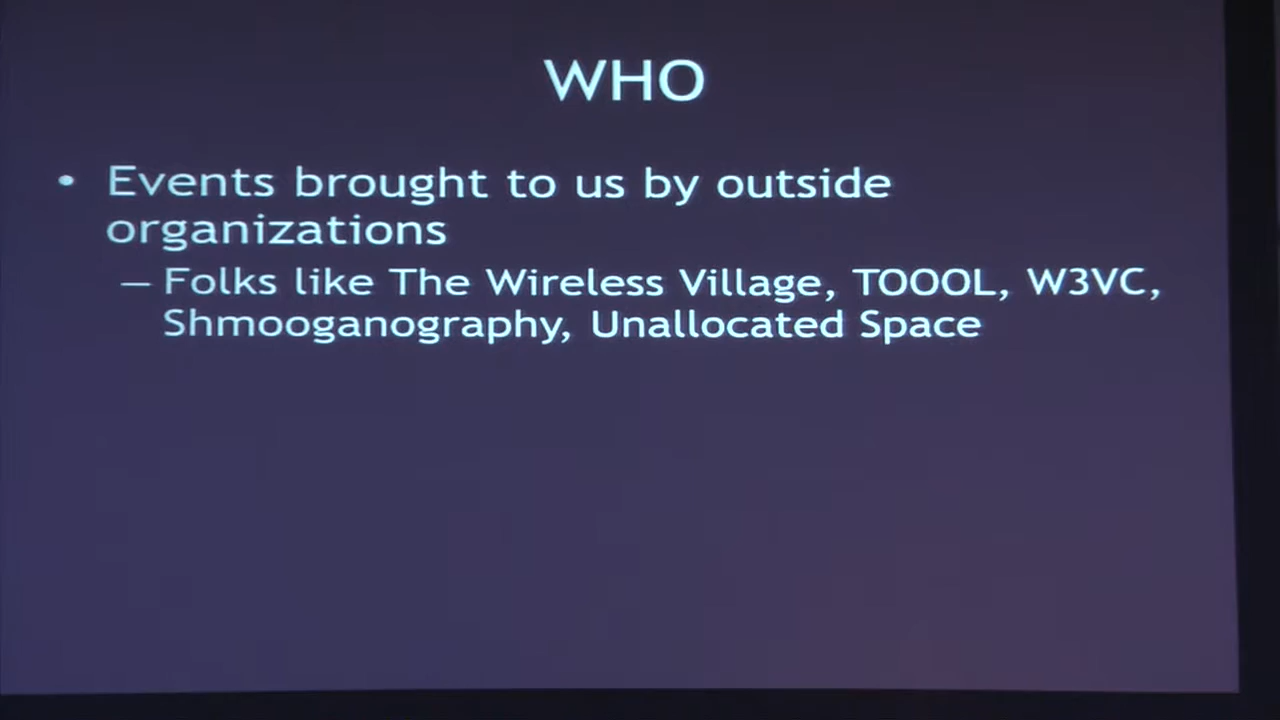 WHO
• Events brought to us by outside
organizations
— Folks like The Wireless Village, TOOOL, W3VC,
Shmooganography, Unallocated Space